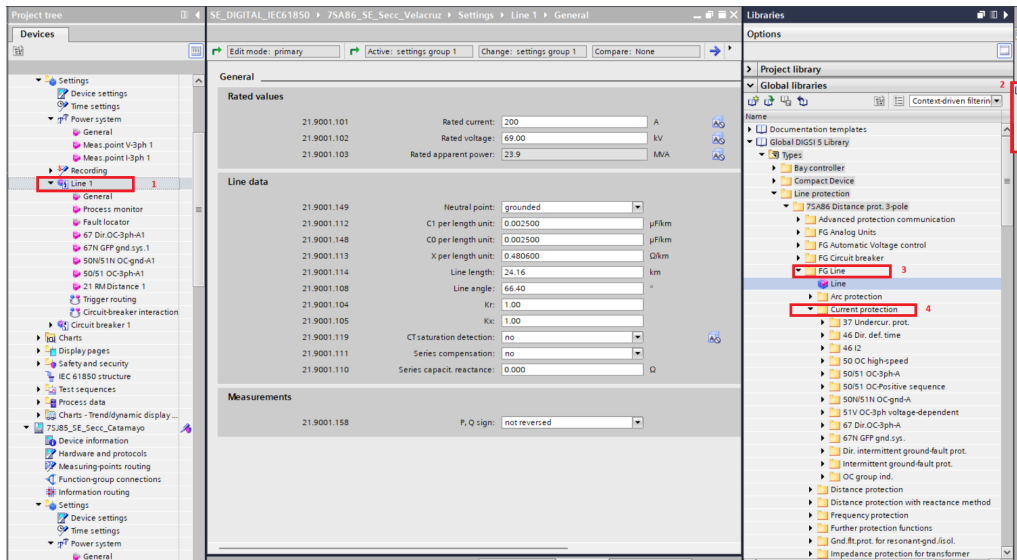 Project tree
Devices
Settings
Device settings
Time settings
Power system
General
Meas.point V-3ph 1
Meas.point I-3ph 1
Recording
Line 1
1
General
Process monitor
Fault locator
67 Dir.OC-3ph-A1
67N GFP gnd.sys.1
50N/51N OC-gnd-A1
50/51 OC-3ph-A1
21 RM Distance 1
Trigger routing
Circuit-breaker interaction
Circuit breaker 1
Charts
Display pages
Safety and security
IEC 61850 structure
Test sequences
Process data
Charts - Trend/dynamic display ...
7SJ85_SE_Secc_Catamayo
Device information
Hardware and protocols
Measuring-points routing
Function-group connections
Information routing
Settings
Device settings
Time settings
Power system
General
SE_DIGITAL_IEC61850 ▸ 7SA86_SE_Secc_Velacruz ▸ Settings ▸ Line 1 ▸ General
Edit mode: primary
Active: settings group 1
Change: settings group 1
Compare: None
General
Rated values
21.9001.101 Rated current: 200 A
21.9001.102 Rated voltage: 69.00 kV
21.9001.103 Rated apparent power: 23.9 MVA
Line data
21.9001.149 Neutral point: grounded
21.9001.112 C1 per length unit: 0.002500 µF/km
21.9001.148 C0 per length unit: 0.002500 µF/km
21.9001.113 X per length unit: 0.480600 Ω/km
21.9001.114 Line length: 24.16 km
21.9001.108 Line angle: 66.40 °
21.9001.104 Kr: 1.00
21.9001.105 Kx: 1.00
21.9001.119 CT saturation detection: no
21.9001.111 Series compensation: no
21.9001.110 Series capacit. reactance: 0.000 Ω
Measurements
21.9001.158 P, Q sign: not reversed
Libraries
Options
Project library
Global libraries
2
Context-driven filterin
Name
Documentation templates
Global DIGSI 5 Library
Types
Bay controller
Compact Device
Line protection
7SA86 Distance prot. 3-pole
Advanced protection communication
FG Analog Units
FG Automatic Voltage control
FG Circuit breaker
FG Line
3
Line
Arc protection
Current protection
4
37 Undercur. prot.
46 Dir. def. time
46 I2
50 OC high-speed
50/51 OC-3ph-A
50/51 OC-Positive sequence
50N/51N OC-gnd-A
51V OC-3ph voltage-dependent
67 Dir.OC-3ph-A
67N GFP gnd.sys.
Dir. intermittent ground-fault prot.
Intermittent ground-fault prot.
OC group ind.
Distance protection
Distance protection with reactance method
Frequency protection
Further protection functions
Gnd.flt.prot. for resonant-gnd./isol.
Impedance protection for transformer